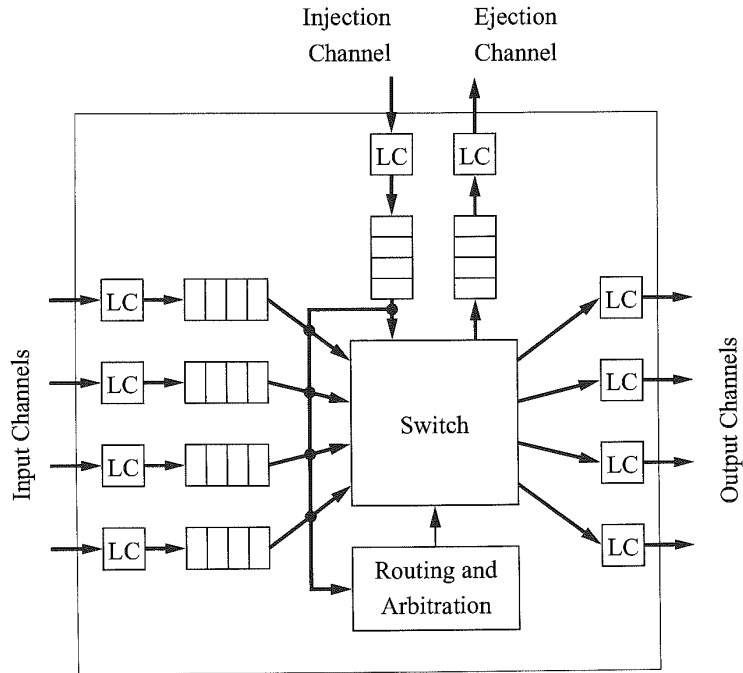 Injection
Channel
Ejection
Channel
LC
LC
LC
LC
LC
LC
LC
LC
LC
LC
Input Channels
Switch
Output Channels
Routing and
Arbitration